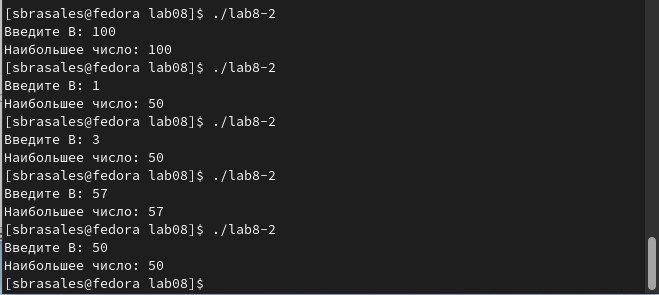 [sbrasales@fedora lab08]$ ./lab8-2
Введите B: 100
Наибольшее число: 100
[sbrasales@fedora lab08]$ ./lab8-2
Введите B: 1
Наибольшее число: 50
[sbrasales@fedora lab08]$ ./lab8-2
Введите B: 3
Наибольшее число: 50
[sbrasales@fedora lab08]$ ./lab8-2
Введите B: 57
Наибольшее число: 57
[sbrasales@fedora lab08]$ ./lab8-2
Введите B: 50
Наибольшее число: 50
[sbrasales@fedora lab08]$